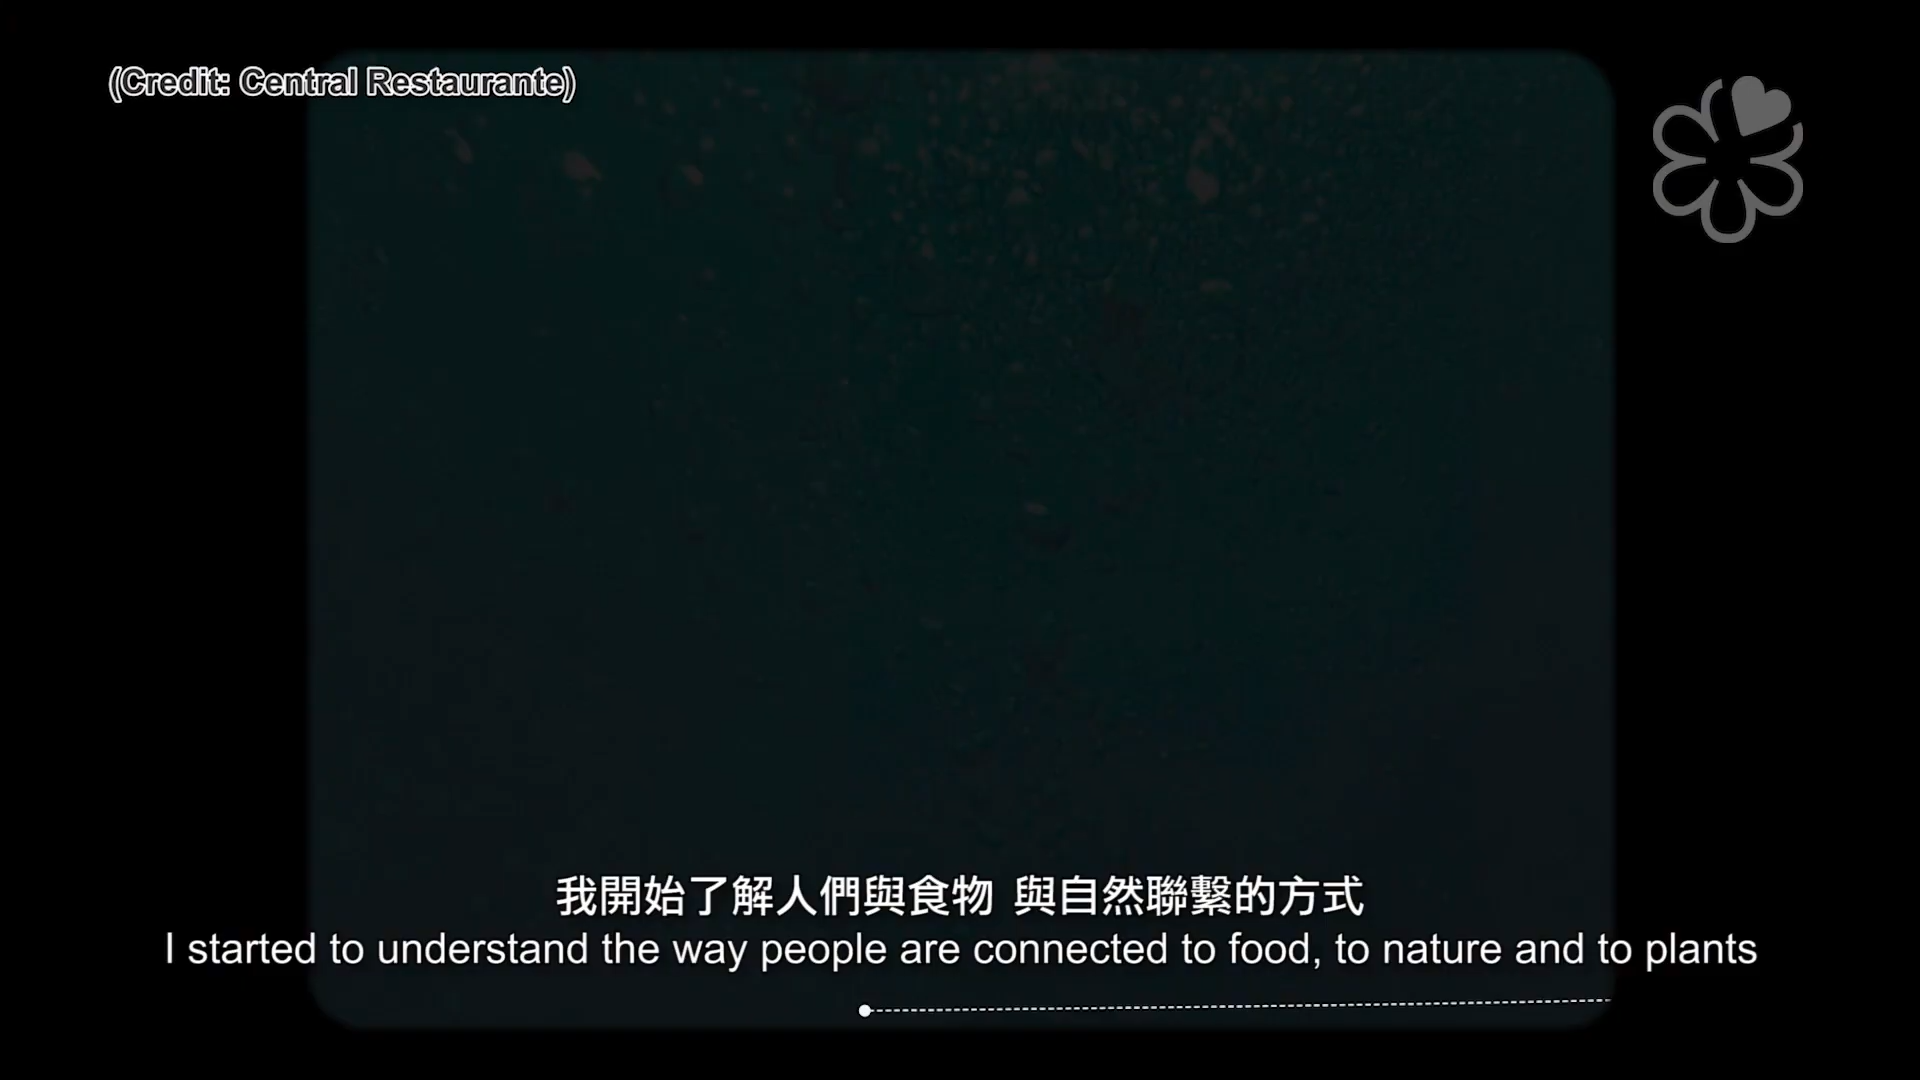 (Credit: Central Restaurante)
我開始了解人們與食物 與自然聯繫的方式
I started to understand the way people are connected to food, to nature and to plants